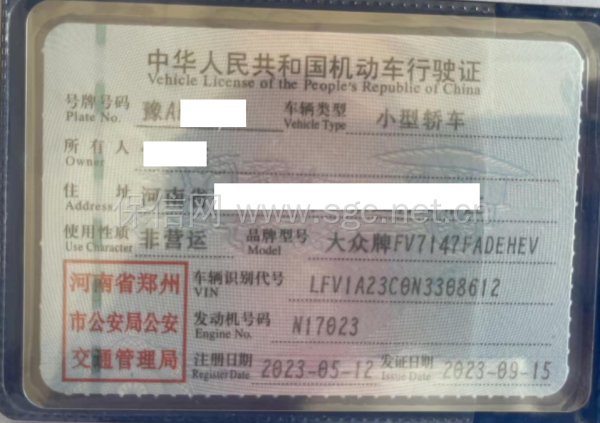 中华人民共和国机动车行驶证
Vehicle License of the People's Republic of China
号牌号码 豫A 车辆类型 小型轿车
Plate No. Vehicle Type
所有人
Owner
住址 河南省
Address
保信网 www.sgc.net.cn
使用性质 非营运 品牌型号 大众牌FV7147FADEHEV
Use Character Model
河南省郑州 车辆识别代号 LFV1A23C0N3308612
VIN
市公安局公安 发动机号码 N17023
Engine No.
交通管理局 注册日期 2023-05-12 发证日期 2023-09-15
Register Date Issue Date